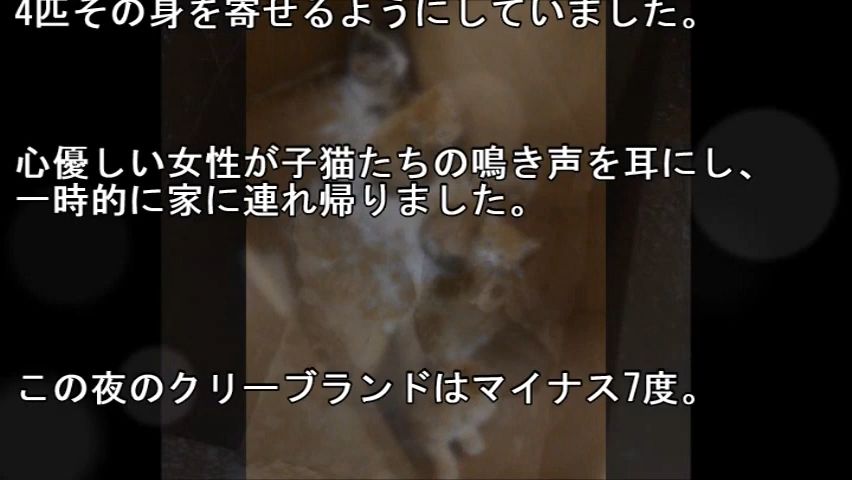 4匹その身を寄せるようにしていました。
心優しい女性が子猫たちの鳴き声を耳にし、
一時的に家に連れ帰りました。
この夜のクリーブランドはマイナス7度。